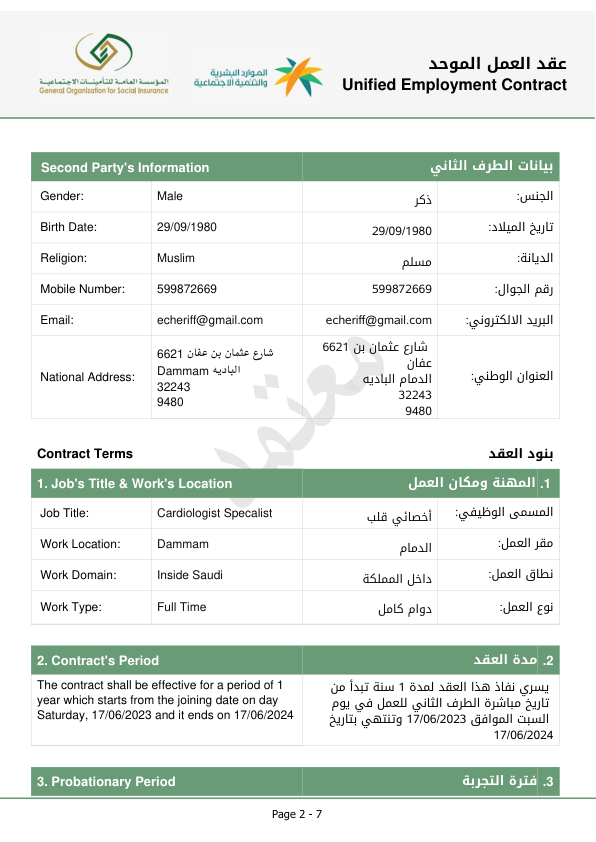 المؤسسة العامة للتأمينات الاجتماعية
General Organization for Social Insurance
الموارد البشرية
والتنمية الاجتماعية
عقد العمل الموحد
Unified Employment Contract
Second Party's Information
بيانات الطرف الثاني
Gender:
Male
ذكر
الجنس:
Birth Date:
29/09/1980
29/09/1980
تاريخ الميلاد:
Religion:
Muslim
مسلم
الديانة:
Mobile Number:
599872669
599872669
رقم الجوال:
Email:
echeriff@gmail.com
echeriff@gmail.com
البريد الالكتروني:
National Address:
6621 شارع عثمان بن عفان
Dammam الباديه
32243
9480
شارع عثمان بن 6621
عفان
الدمام الباديه
32243
9480
العنوان الوطني:
معتمد
Contract Terms
بنود العقد
1. Job's Title & Work's Location
1. المهنة ومكان العمل
Job Title:
Cardiologist Specalist
أخصائي قلب
المسمى الوظيفي:
Work Location:
Dammam
الدمام
مقر العمل:
Work Domain:
Inside Saudi
داخل المملكة
نطاق العمل:
Work Type:
Full Time
دوام كامل
نوع العمل:
2. Contract's Period
2. مدة العقد
The contract shall be effective for a period of 1
year which starts from the joining date on day
Saturday, 17/06/2023 and it ends on 17/06/2024
يسري نفاذ هذا العقد لمدة 1 سنة تبدأ من
تاريخ مباشرة الطرف الثاني للعمل في يوم
السبت الموافق 17/06/2023 وتنتهي بتاريخ
17/06/2024
3. Probationary Period
3. فترة التجربة
Page 2 - 7